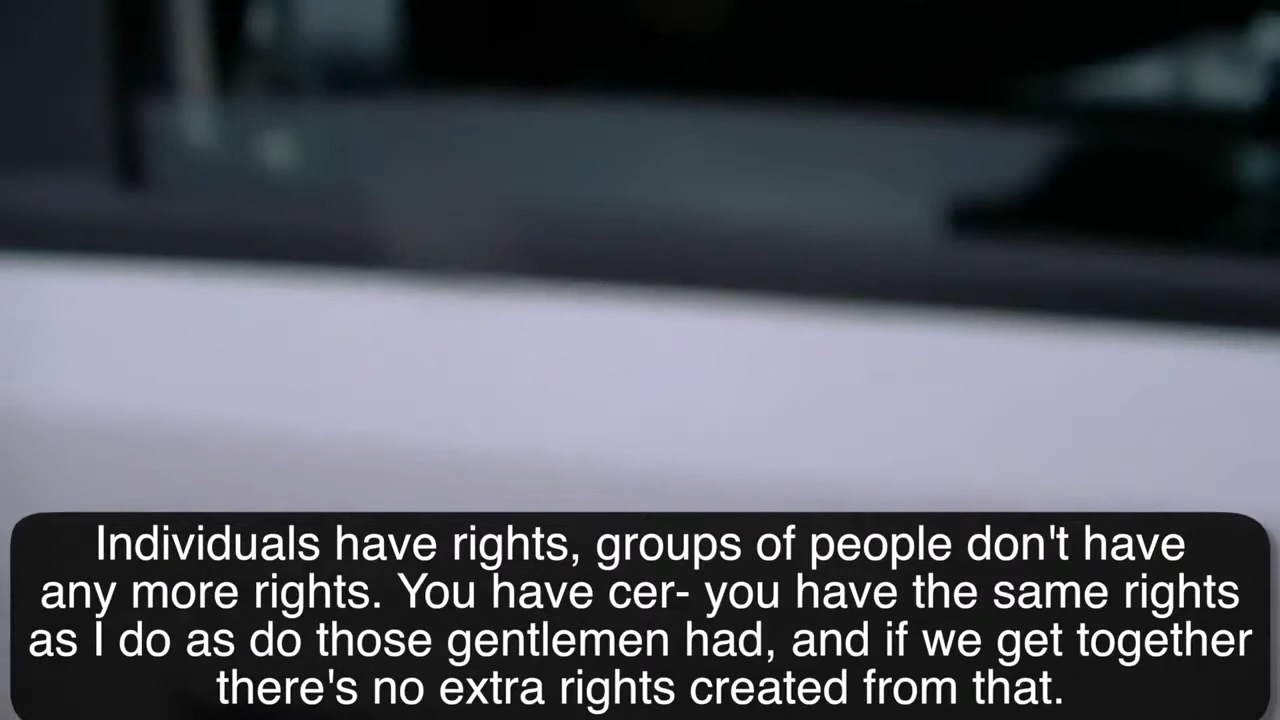 Individuals have rights, groups of people don't have
any more rights. You have cer- you have the same rights
as I do as do those gentlemen had, and if we get together
there's no extra rights created from that.